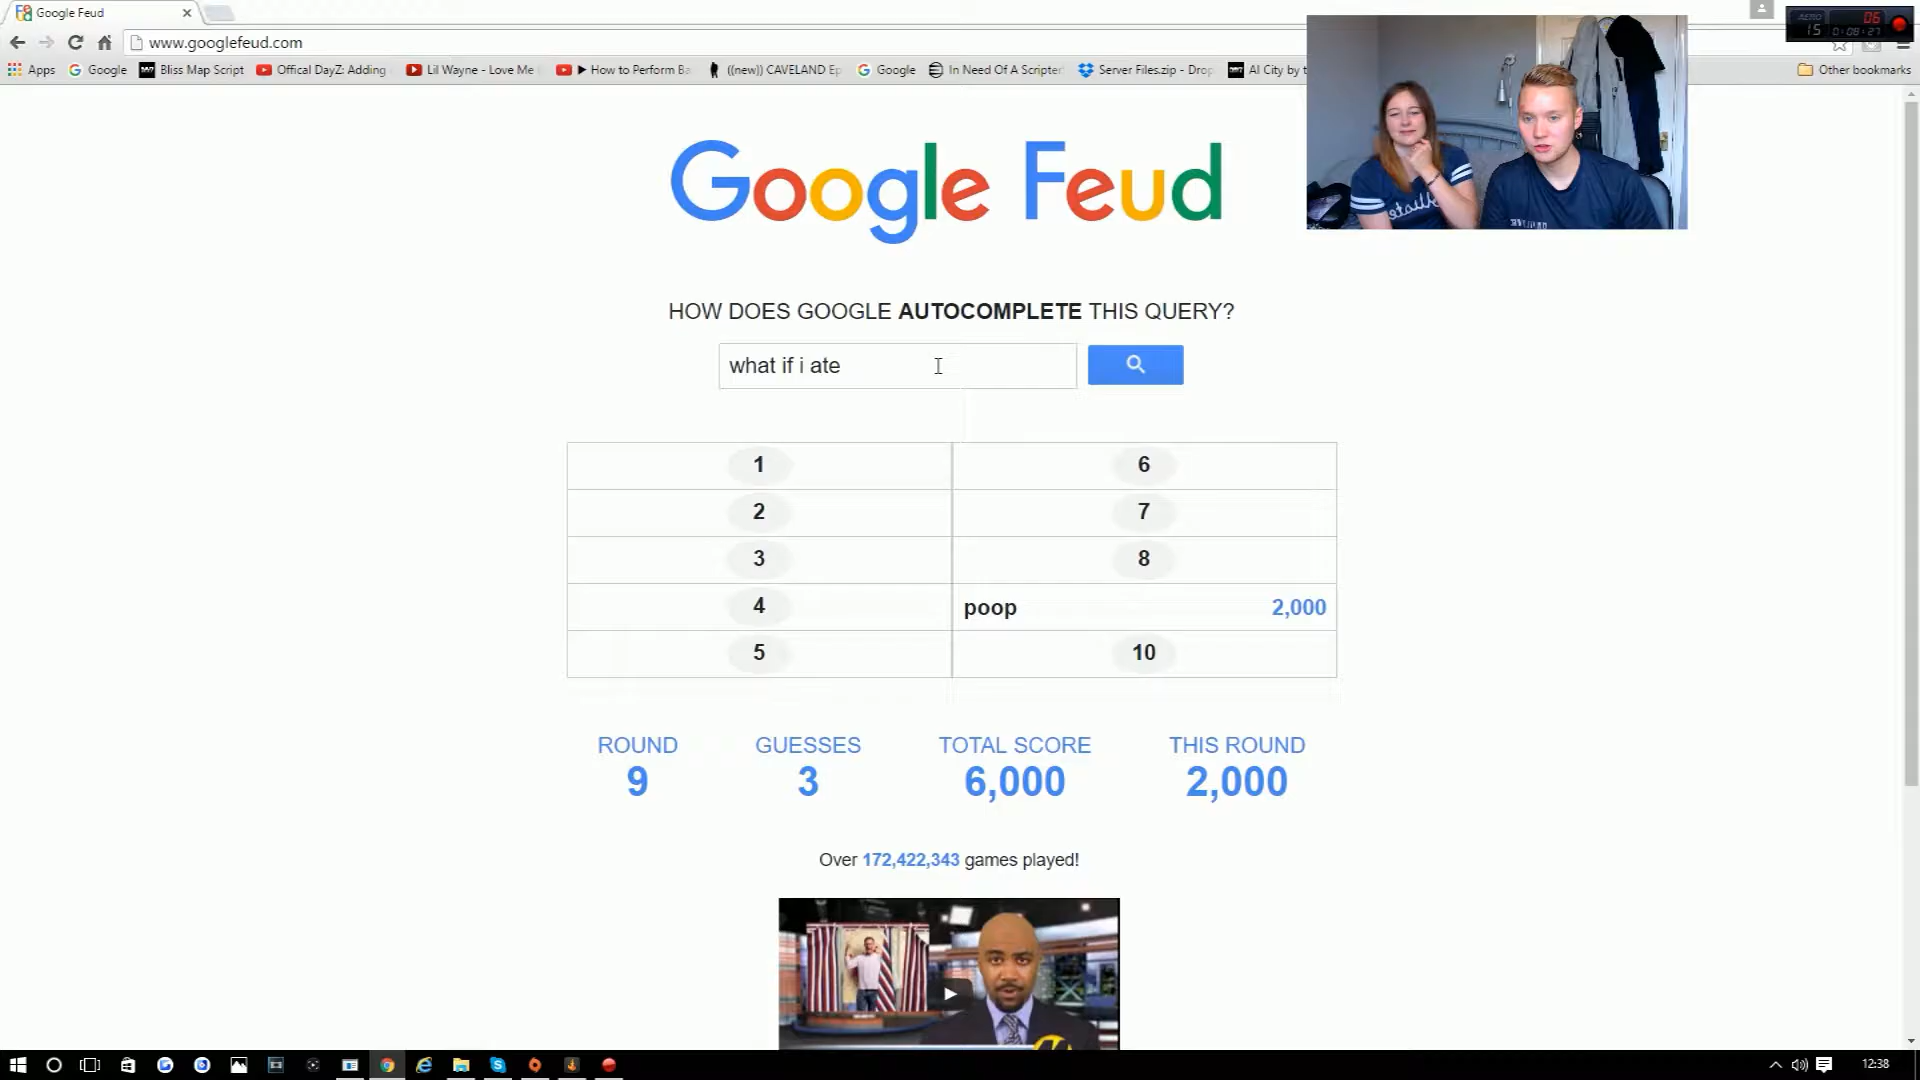 Google Feud
www.googlefeud.com
Apps
Google
Bliss Map Script
Offical DayZ: Adding
Lil Wayne - Love Me
► How to Perform Ba
((new)) CAVELAND Ep
Google
In Need Of A Scripter
Server Files.zip - Drop
AI City by t
Other bookmarks
Google Feud
HOW DOES GOOGLE AUTOCOMPLETE THIS QUERY?
what if i ate
1 6
2 7
3 8
4 poop 2,000
5 10
ROUND GUESSES TOTAL SCORE THIS ROUND
9 3 6,000 2,000
Over 172,422,343 games played!
12:38